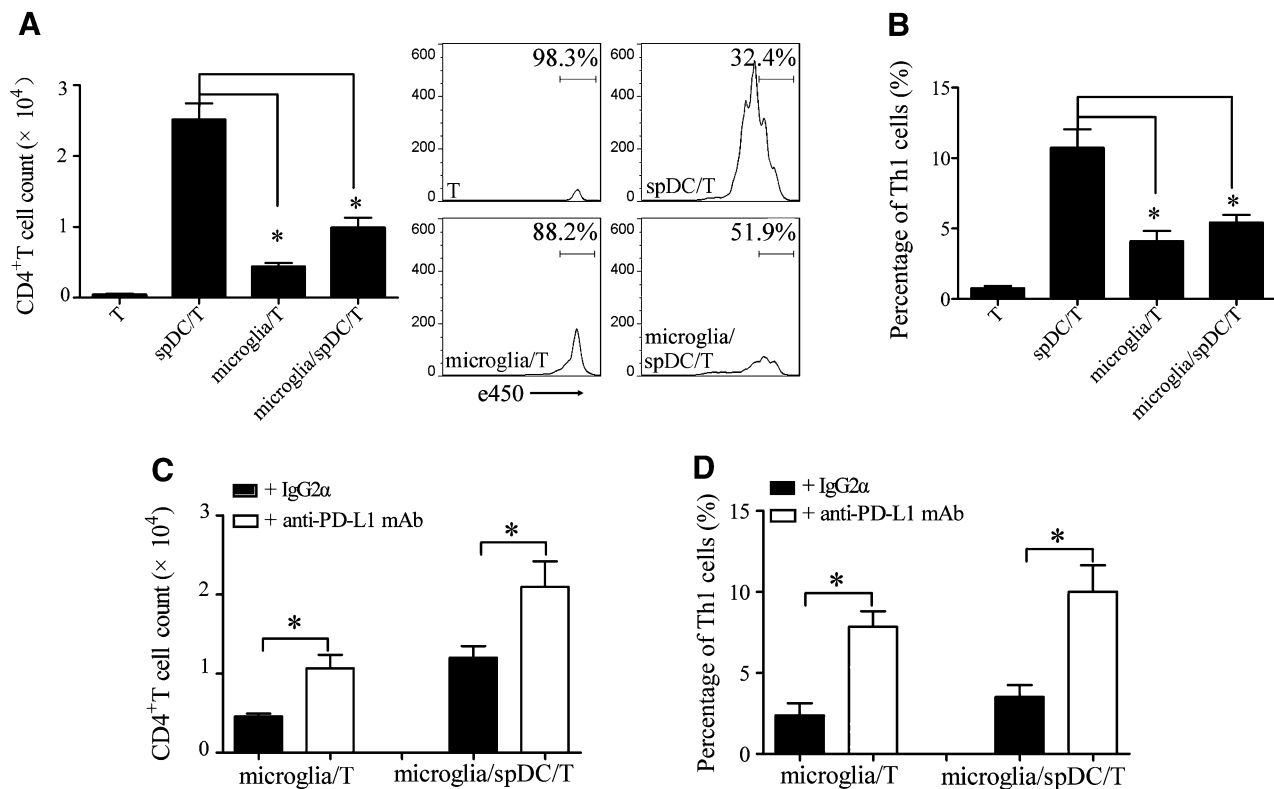 A
CD4⁺T cell count (× 10⁴)
3
2
1
0
*
*
T
spDC/T
microglia/T
microglia/spDC/T
600
400
200
0
98.3%
T
600
400
200
0
32.4%
spDC/T
600
400
200
0
88.2%
microglia/T
600
400
200
0
51.9%
microglia/
spDC/T
e450
B
Percentage of Th1 cells (%)
15
10
5
0
*
*
T
spDC/T
microglia/T
microglia/spDC/T
C
+ IgG2α
+ anti-PD-L1 mAb
CD4⁺T cell count (× 10⁴)
3
2
1
0
*
*
microglia/T
microglia/spDC/T
D
+ IgG2α
+ anti-PD-L1 mAb
Percentage of Th1 cells (%)
15
10
5
0
*
*
microglia/T
microglia/spDC/T